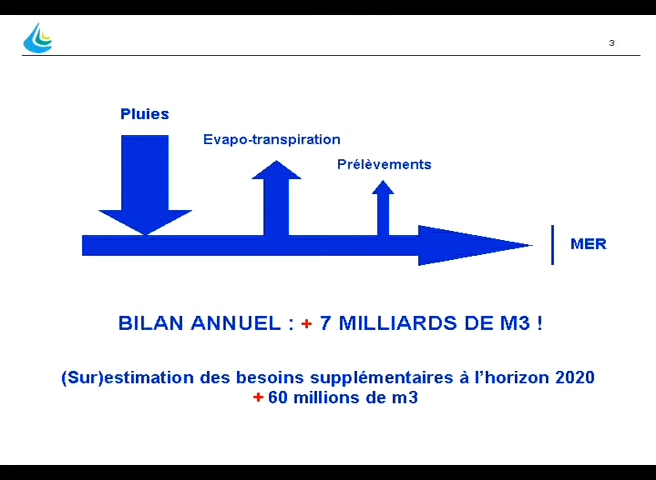 3
Pluies
Evapo-transpiration
Prélèvements
MER
BILAN ANNUEL : + 7 MILLIARDS DE M3 !
(Sur)estimation des besoins supplémentaires à l'horizon 2020
+ 60 millions de m3